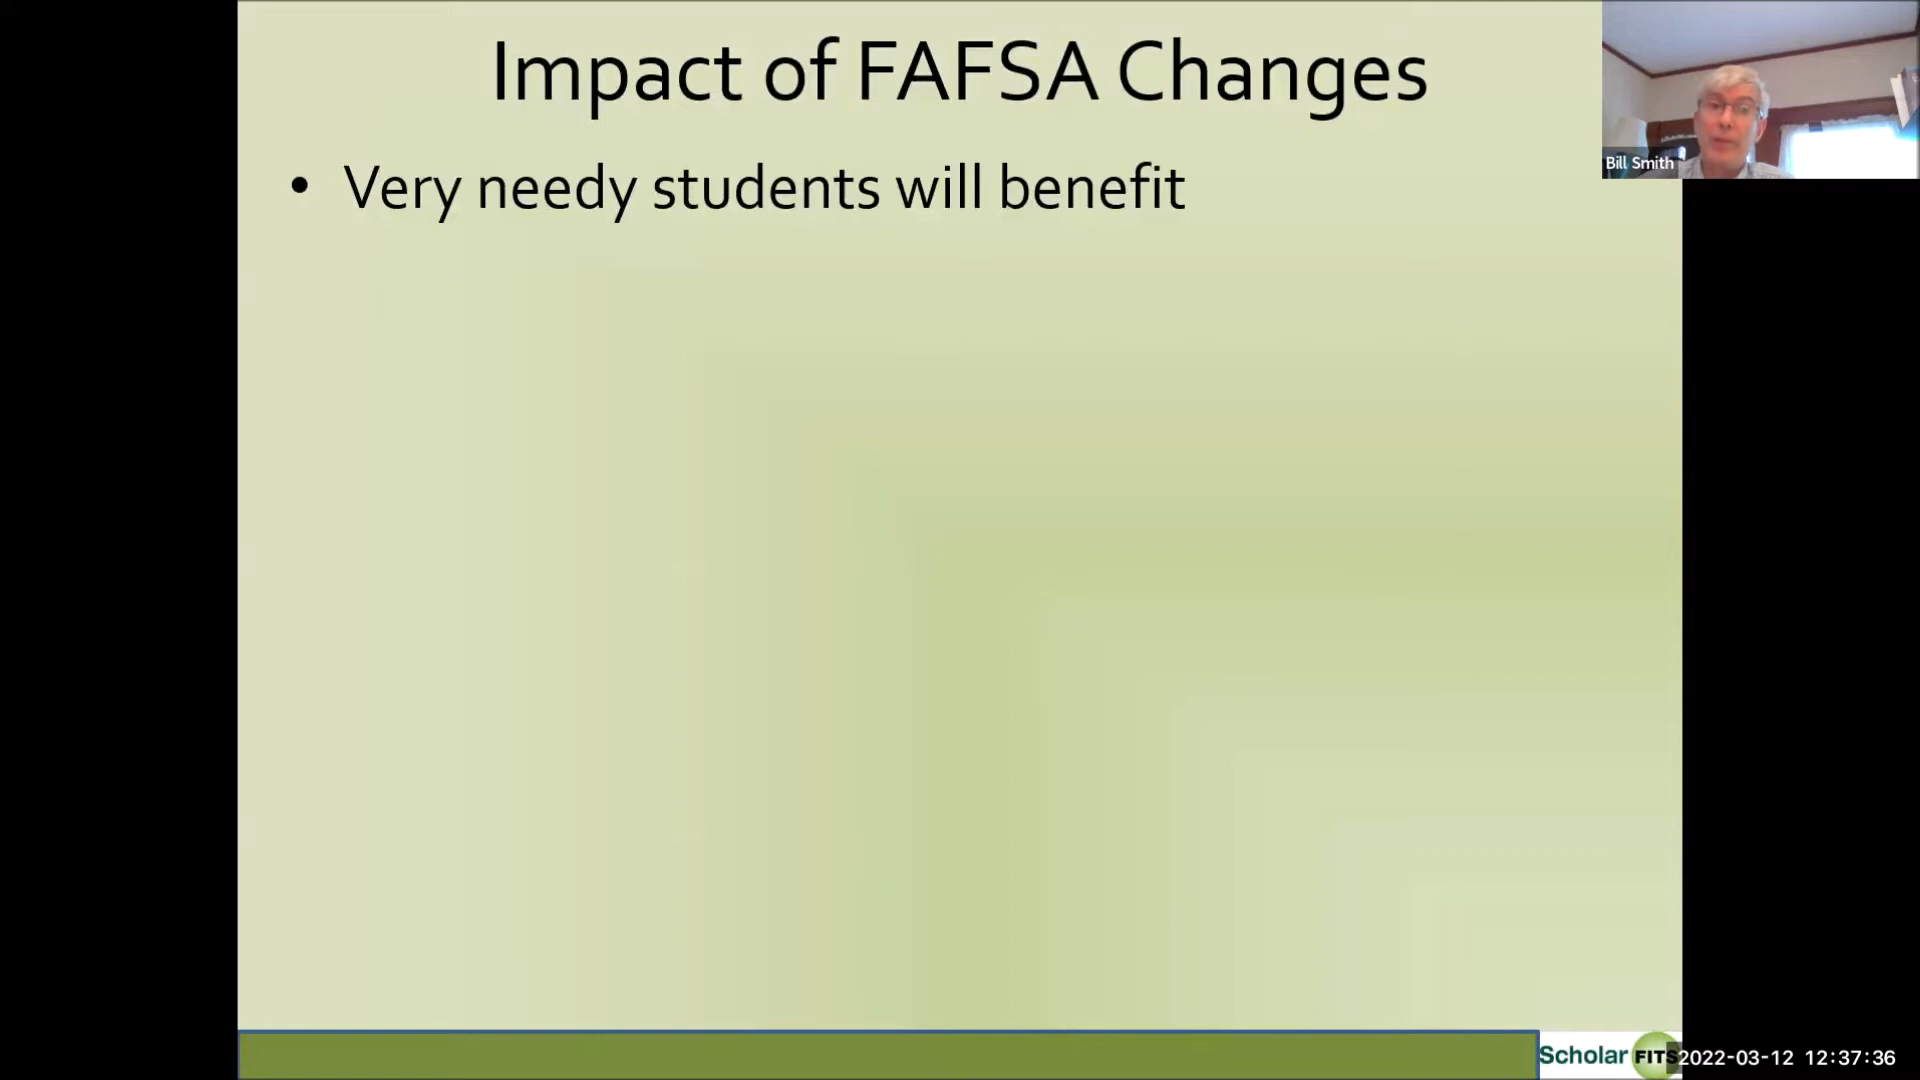 Impact of FAFSA Changes
Bill Smith
• Very needy students will benefit
Scholar FITS
2022-03-12 12:37:36